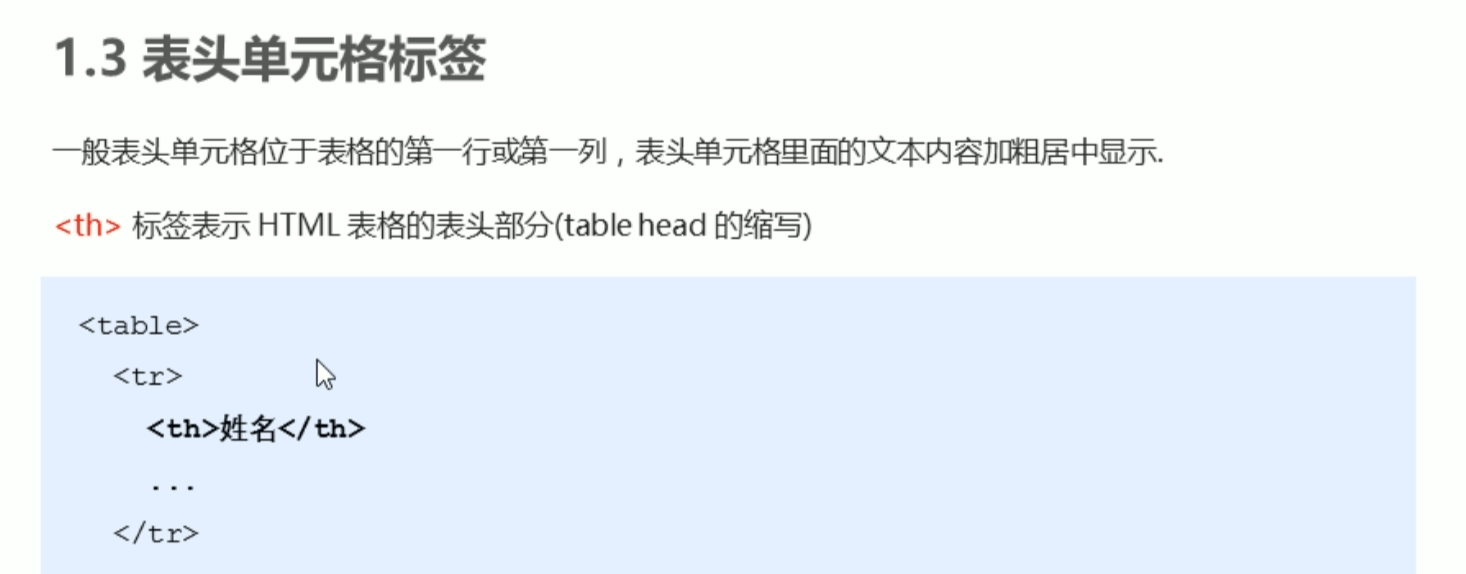 1.3 表头单元格标签
一般表头单元格位于表格的第一行或第一列，表头单元格里面的文本内容加粗居中显示.
<th> 标签表示 HTML 表格的表头部分(table head 的缩写)
<table>
<tr>
<th>姓名</th>
...
</tr>